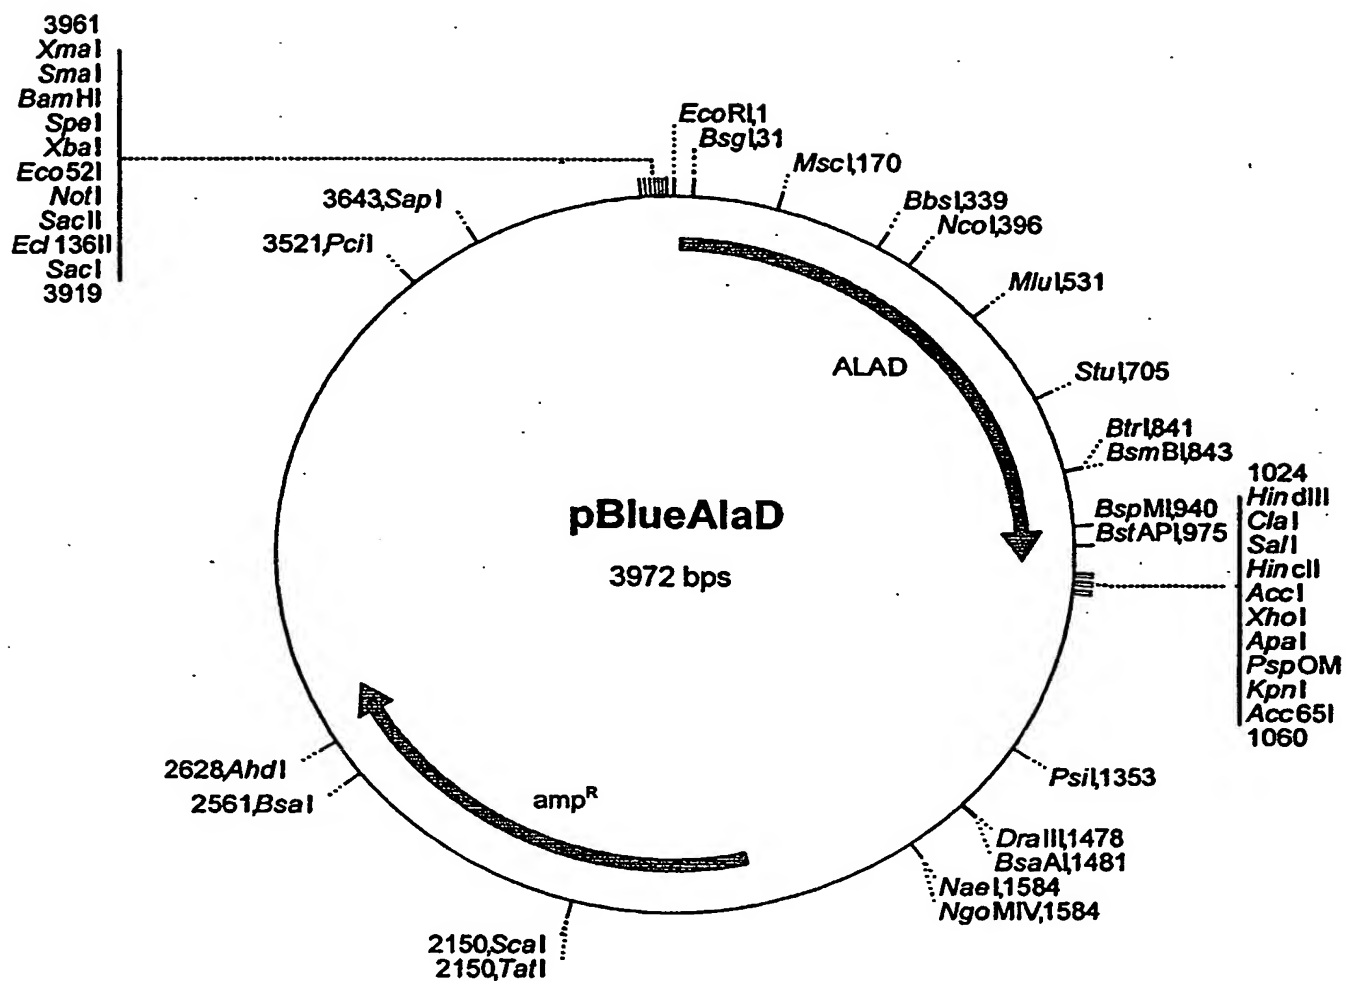 3961
XmaI
SmaI
BamHI
SpeI
XbaI
Eco52I
NotI
SacII
Ecl136II
SacI
3919
EcoRI,1
BsgI,31
MscI,170
BbsI,339
NcoI,396
MluI,531
StuI,705
BtrI,841
BsmBI,843
BspMI,940
BstAPI,975
1024
HindIII
ClaI
SalI
HincII
AccI
XhoI
ApaI
PspOM
KpnI
Acc65I
1060
PsiI,1353
DraIII,1478
BsaAI,1481
NaeI,1584
NgoMIV,1584
2150,ScaI
2150,TatI
2561,BsaI
2628,AhdI
3521,PciI
3643,SapI
ALAD
pBlueAlaD
3972 bps
ampR